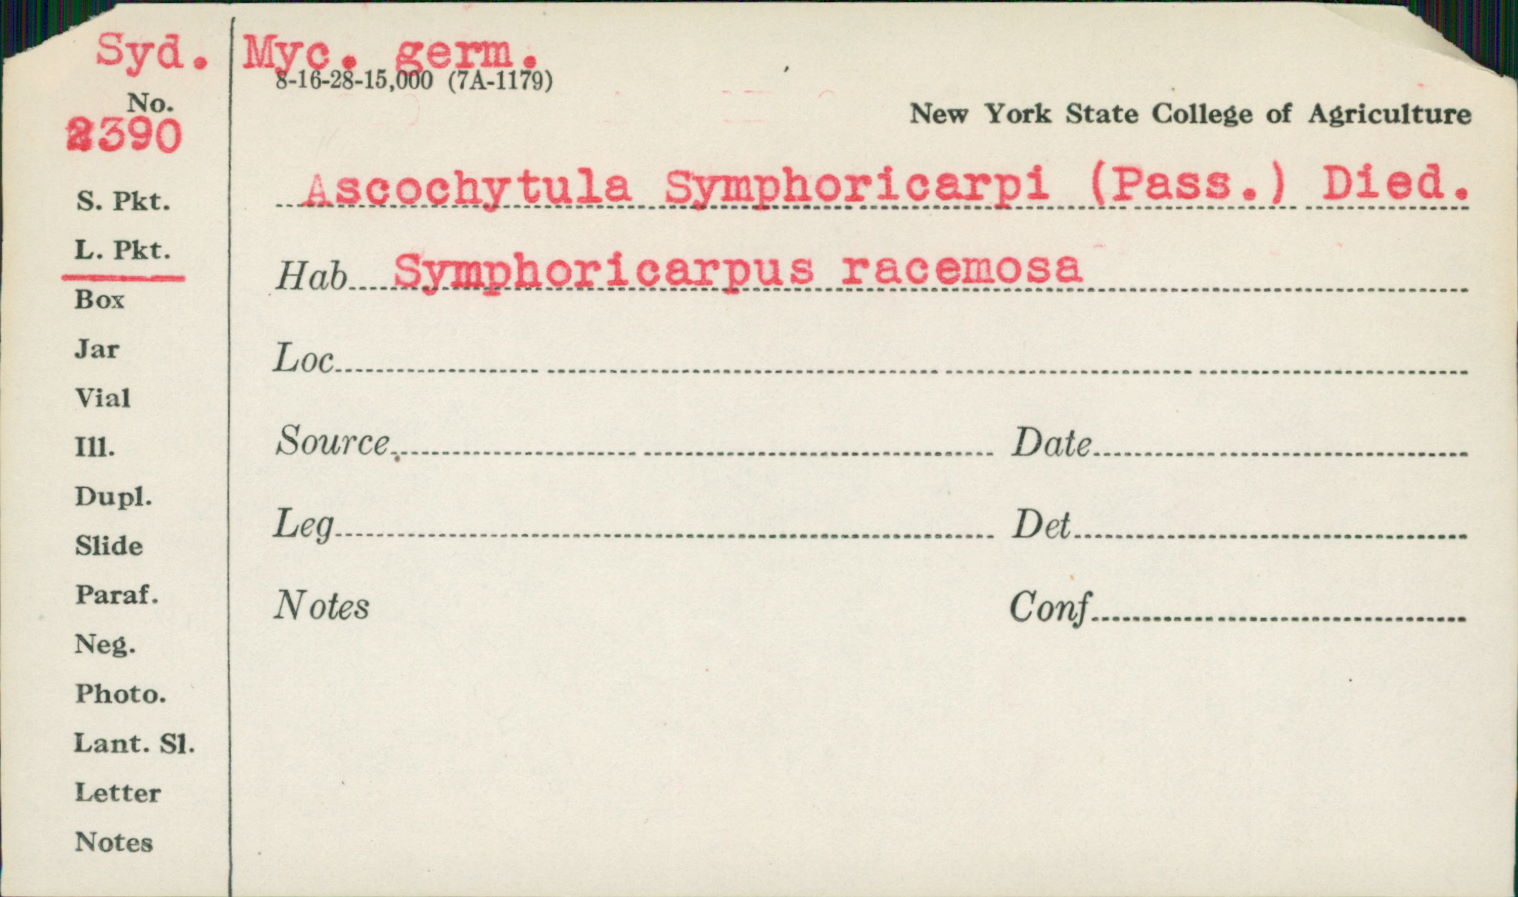 Syd. Myc. germ.
8-16-28-15,000 (7A-1179)
No.
2390
New York State College of Agriculture
S. Pkt.
Ascochytula Symphoricarpi (Pass.) Died.
L. Pkt.
Hab. Symphoricarpus racemosa
Box
Jar
Loc.
Vial
Ill.
Source
Date
Dupl.
Slide
Leg
Det
Paraf.
Notes
Conf
Neg.
Photo.
Lant. Sl.
Letter
Notes